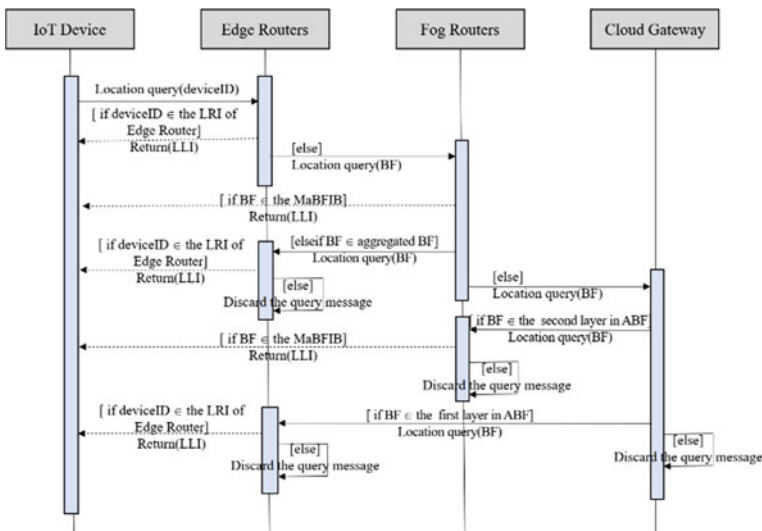 IoT Device
Edge Routers
Fog Routers
Cloud Gateway
Location query(deviceID)
[ if deviceID ∈ the LRI of
Edge Router]
Return(LLI)
[else]
Location query(BF)
[ if BF ∈ the MaBFIB]
Return(LLI)
[elseif BF ∈ aggregated BF]
Location query(BF)
[ if deviceID ∈ the LRI of
Edge Router]
Return(LLI)
[else]
Discard the query message
[else]
Location query(BF)
[ if BF ∈ the second layer in ABF]
Location query(BF)
[ if BF ∈ the MaBFIB]
Return(LLI)
[else]
Discard the query message
[ if BF ∈ the first layer in ABF]
Location query(BF)
[ if deviceID ∈ the LRI of
Edge Router]
Return(LLI)
[else]
Discard the query message
[else]
Discard the query message